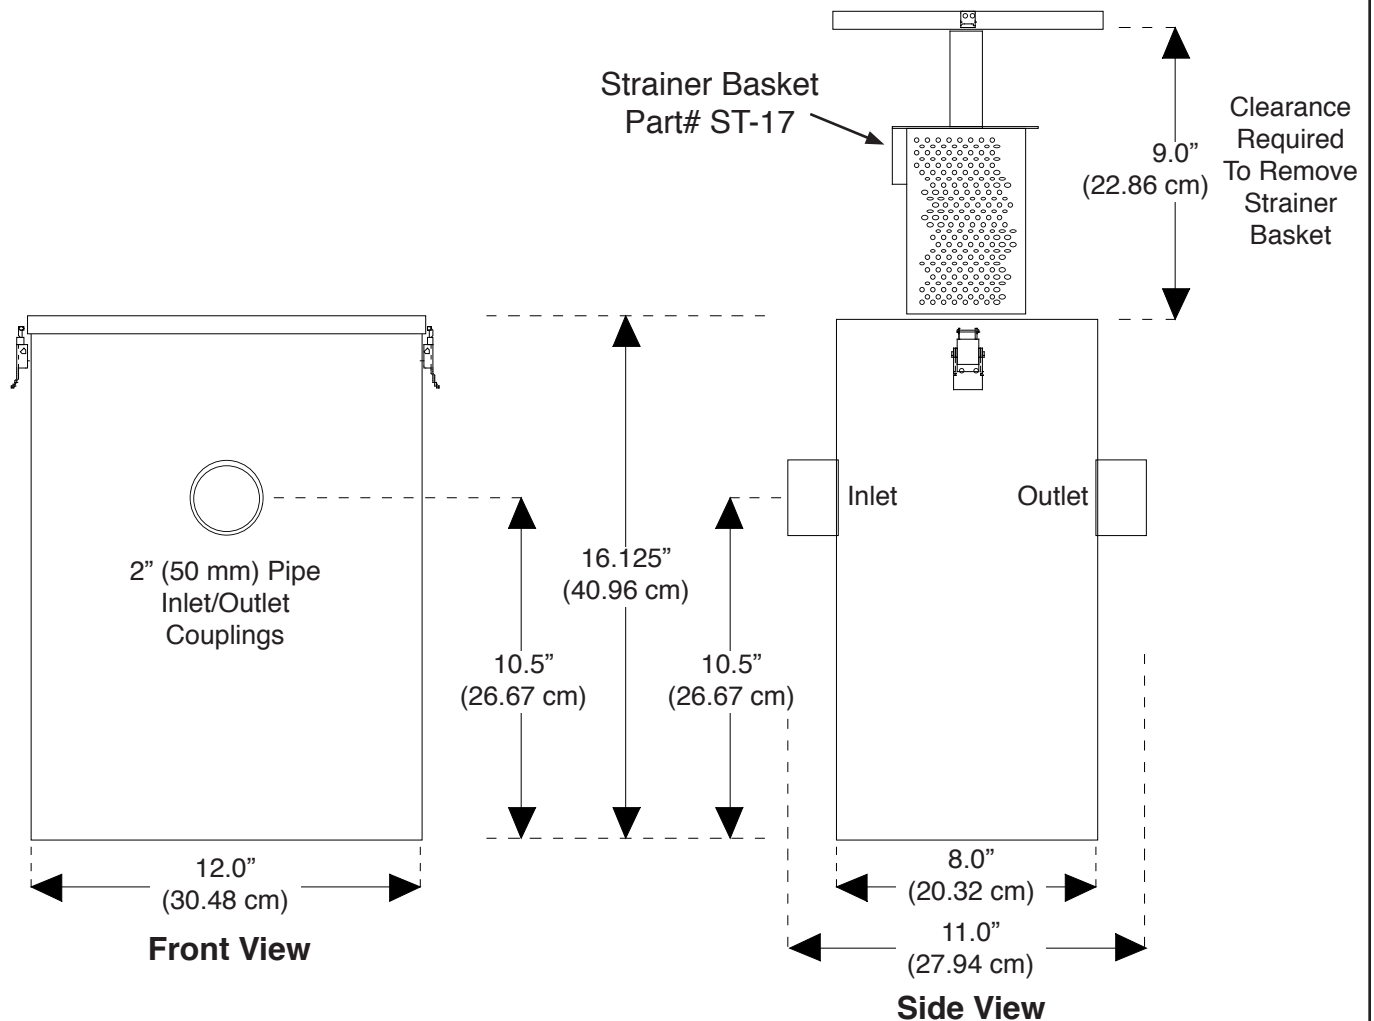 Strainer Basket
Part# ST-17
9.0”
(22.86 cm)
Clearance
Required
To Remove
Strainer
Basket
2” (50 mm) Pipe
Inlet/Outlet
Couplings
10.5”
(26.67 cm)
16.125”
(40.96 cm)
10.5”
(26.67 cm)
Inlet
Outlet
12.0”
(30.48 cm)
Front View
8.0”
(20.32 cm)
11.0”
(27.94 cm)
Side View